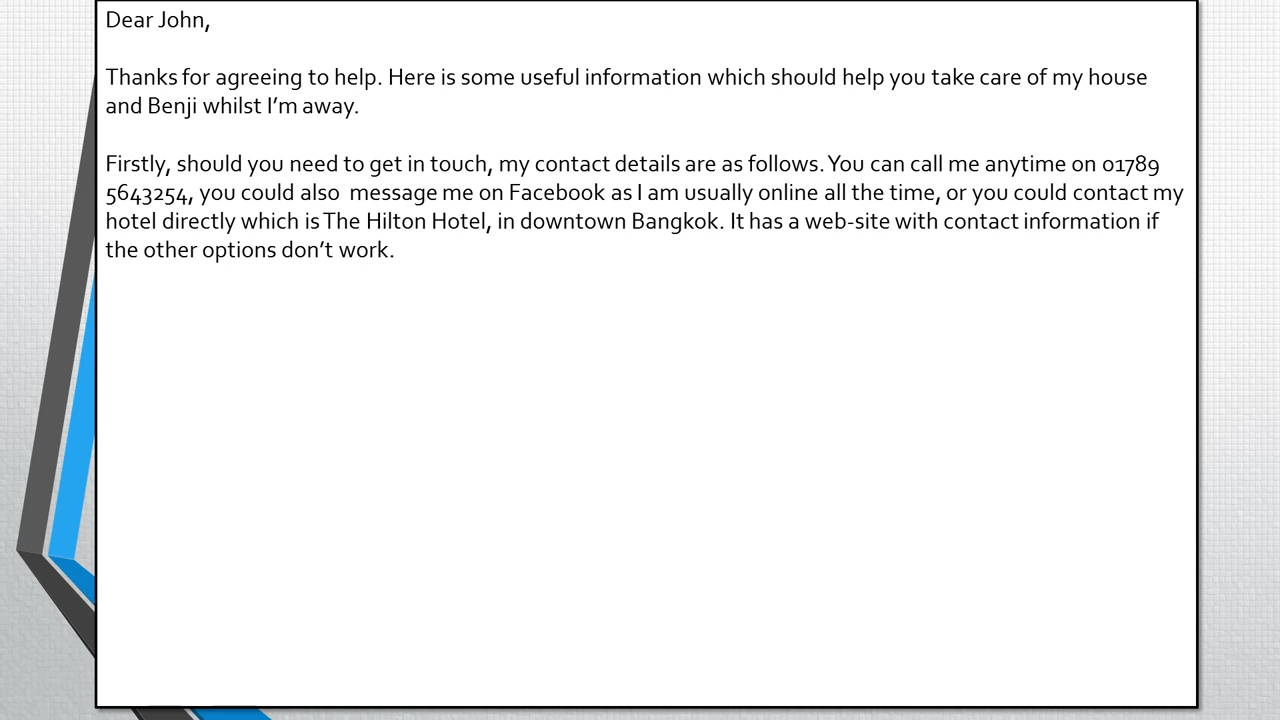 Dear John,
Thanks for agreeing to help. Here is some useful information which should help you take care of my house
and Benji whilst I’m away.
Firstly, should you need to get in touch, my contact details are as follows. You can call me anytime on 01789
5643254, you could also  message me on Facebook as I am usually online all the time, or you could contact my
hotel directly which is The Hilton Hotel, in downtown Bangkok. It has a web-site with contact information if
the other options don’t work.